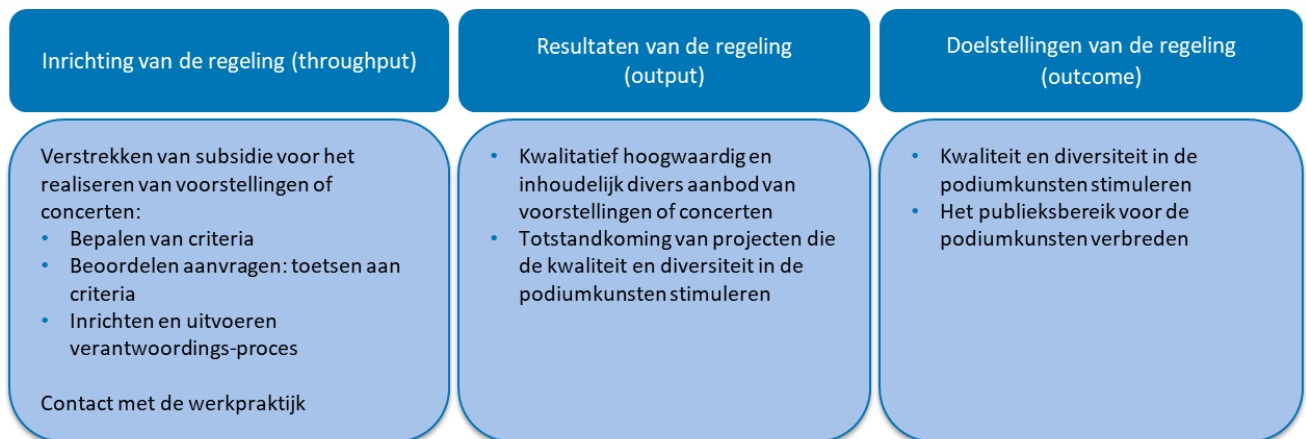 Inrichting van de regeling (throughput)
Verstrekken van subsidie voor het
realiseren van voorstellingen of
concerten:
• Bepalen van criteria
• Beoordelen aanvragen: toetsen aan
criteria
• Inrichten en uitvoeren
verantwoordings-proces
Contact met de werkpraktijk
Resultaten van de regeling
(output)
• Kwalitatief hoogwaardig en
inhoudelijk divers aanbod van
voorstellingen of concerten
• Totstandkoming van projecten die
de kwaliteit en diversiteit in de
podiumkunsten stimuleren
Doelstellingen van de regeling
(outcome)
• Kwaliteit en diversiteit in de
podiumkunsten stimuleren
• Het publieksbereik voor de
podiumkunsten verbreden